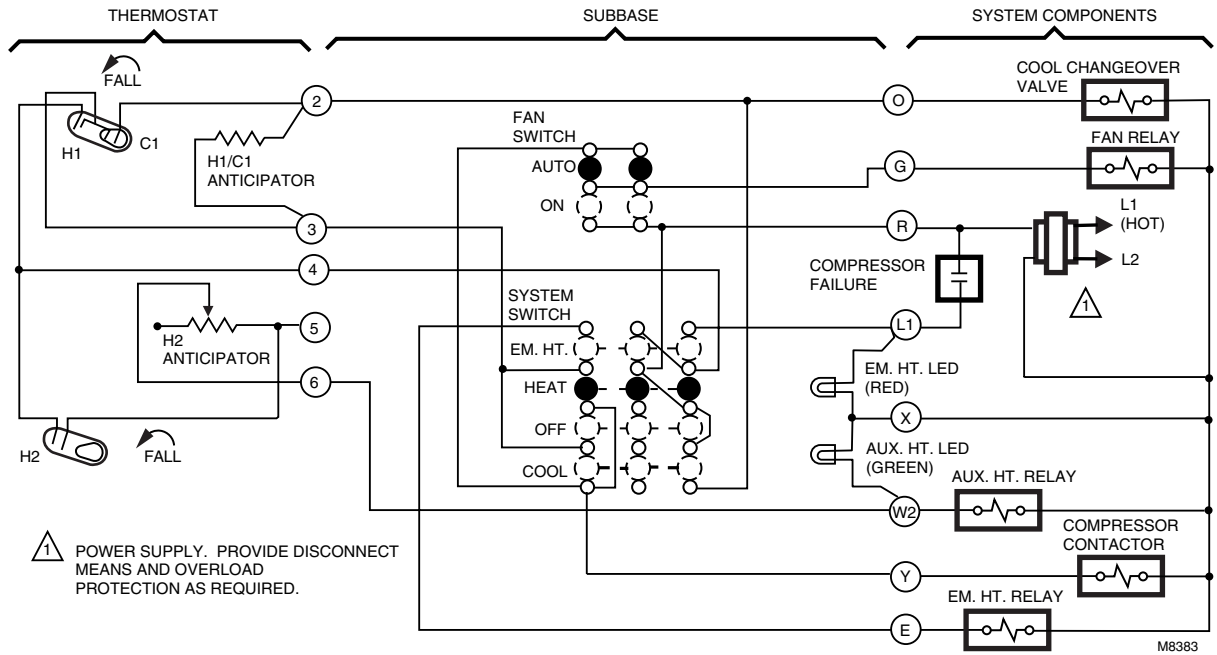 THERMOSTAT
SUBBASE
SYSTEM COMPONENTS
FALL
H1
C1
2
H1/C1
ANTICIPATOR
3
4
5
H2
ANTICIPATOR
6
H2
FALL
1
POWER SUPPLY. PROVIDE DISCONNECT
MEANS AND OVERLOAD
PROTECTION AS REQUIRED.
FAN
SWITCH
AUTO
ON
SYSTEM
SWITCH
EM. HT.
HEAT
OFF
COOL
O
COOL CHANGEOVER
VALVE
G
FAN RELAY
R
L1
(HOT)
L2
1
COMPRESSOR
FAILURE
L1
EM. HT. LED
(RED)
X
AUX. HT. LED
(GREEN)
W2
AUX. HT. RELAY
COMPRESSOR
CONTACTOR
Y
EM. HT. RELAY
E
M8383